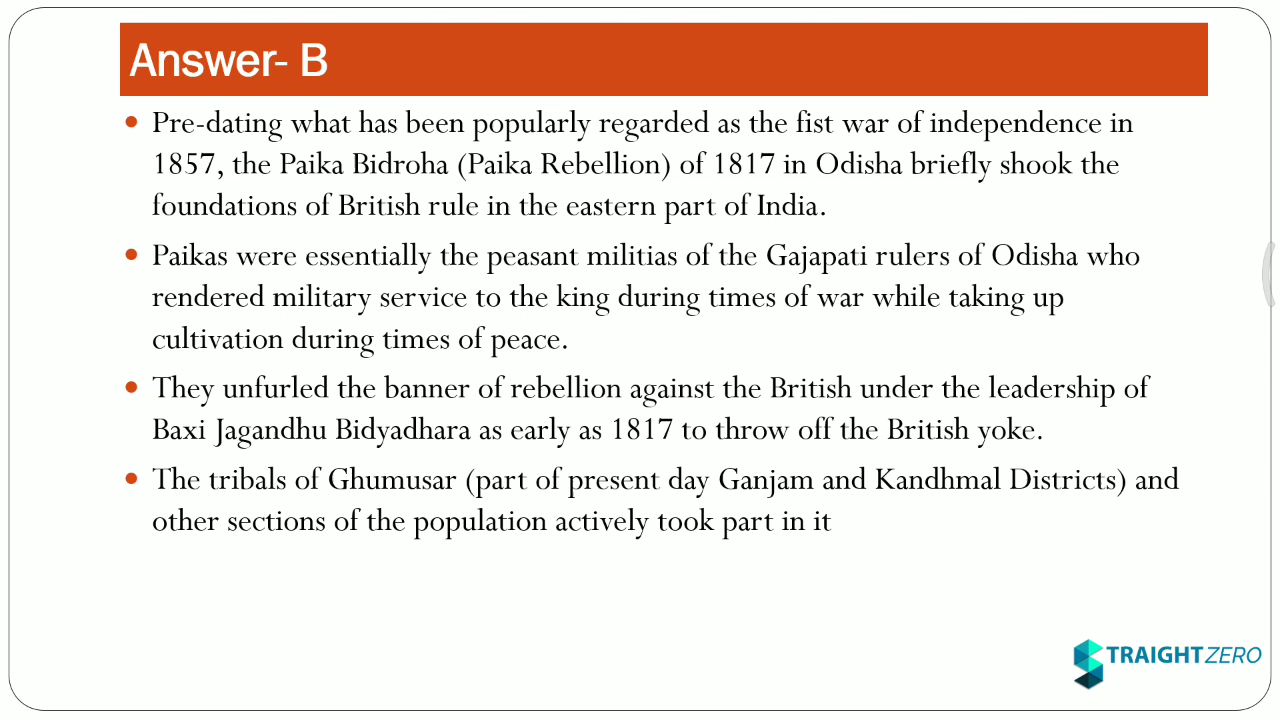 Answer- B
Pre-dating what has been popularly regarded as the fist war of independence in
1857, the Paika Bidroha (Paika Rebellion) of 1817 in Odisha briefly shook the
foundations of British rule in the eastern part of India.
Paikas were essentially the peasant militias of the Gajapati rulers of Odisha who
rendered military service to the king during times of war while taking up
cultivation during times of peace.
They unfurled the banner of rebellion against the British under the leadership of
Baxi Jagandhu Bidyadhara as early as 1817 to throw off the British yoke.
The tribals of Ghumusar (part of present day Ganjam and Kandhmal Districts) and
other sections of the population actively took part in it
STRAIGHTZERO